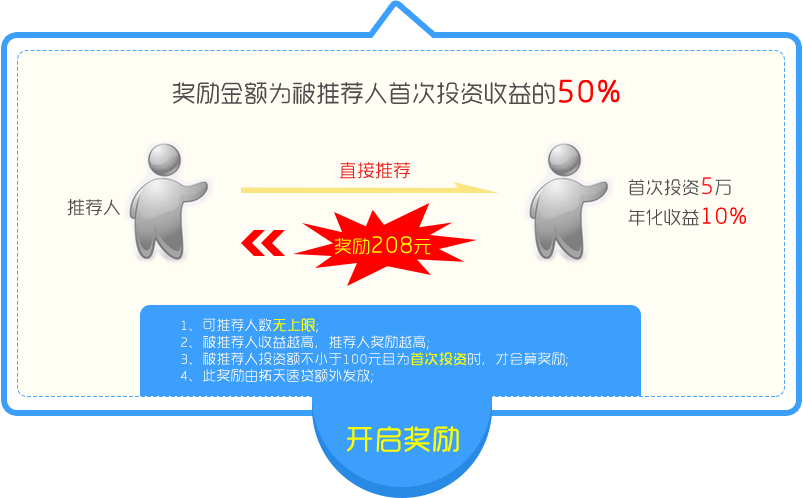 奖励金额为被推荐人首次投资收益的50%
直接推荐
推荐人
首次投资5万
年化收益10%
奖励208元
1、可推荐人数无上限;
2、被推荐人收益越高，推荐人奖励越高;
3、被推荐人投资额不小于100元且为首次投资时，才会算奖励;
4、此奖励由拓天速贷额外发放;
开启奖励